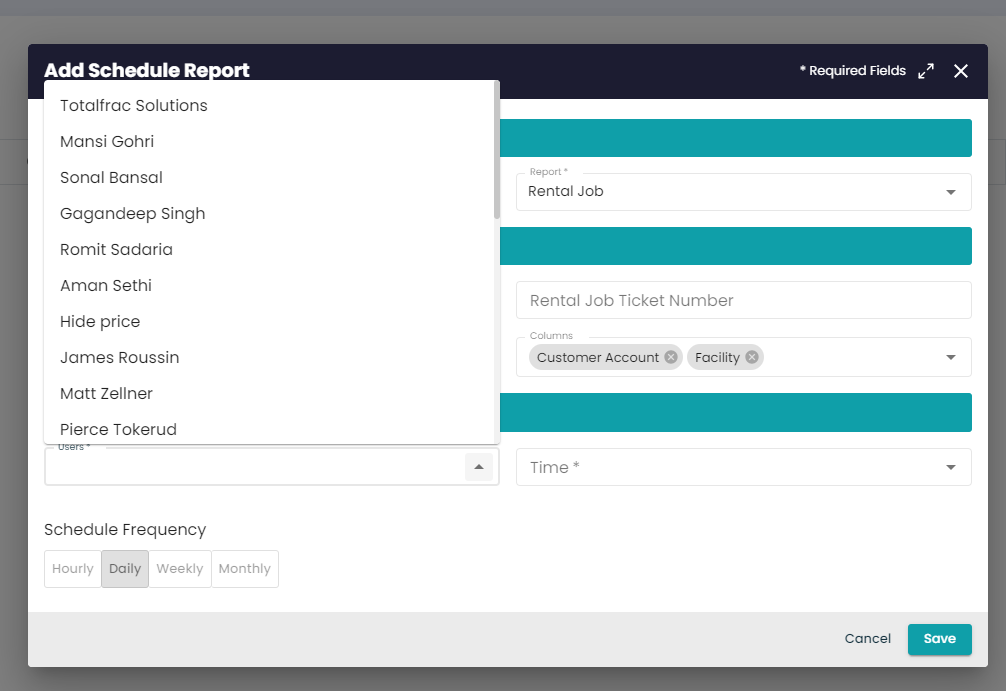 Add Schedule Report
* Required Fields
Totalfrac Solutions
Mansi Gohri
Sonal Bansal
Gagandeep Singh
Romit Sadaria
Aman Sethi
Hide price
James Roussin
Matt Zellner
Pierce Tokerud
Report *
Rental Job
Rental Job Ticket Number
Columns
Customer Account Facility
Users *
Time *
Schedule Frequency
Hourly Daily Weekly Monthly
Cancel Save